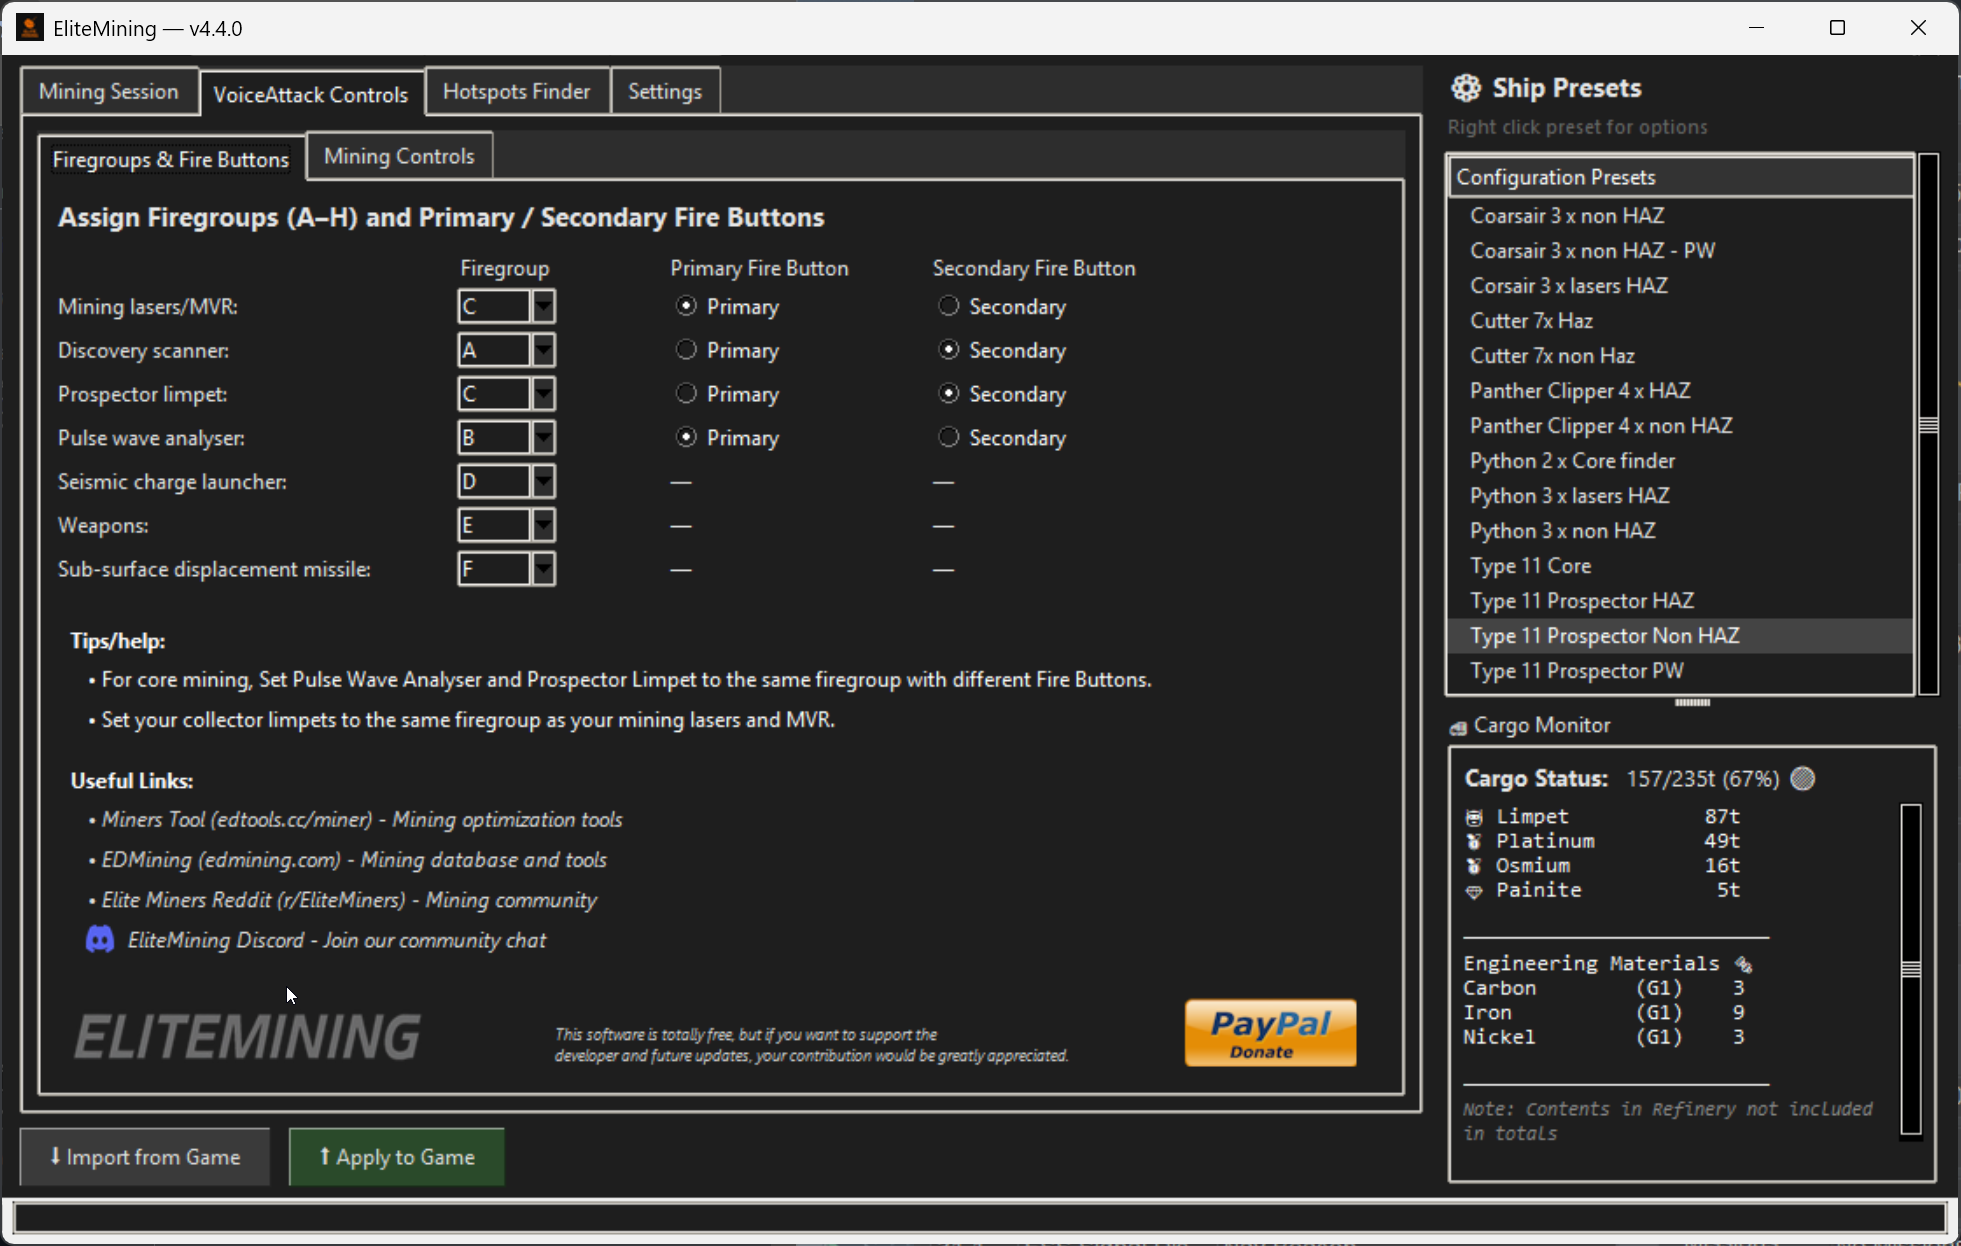 EliteMining — v4.4.0
Mining Session
VoiceAttack Controls
Hotspots Finder
Settings
Firegroups & Fire Buttons
Mining Controls
Assign Firegroups (A–H) and Primary / Secondary Fire Buttons
Firegroup Primary Fire Button Secondary Fire Button
Mining lasers/MVR: C Primary Secondary
Discovery scanner: A Primary Secondary
Prospector limpet: C Primary Secondary
Pulse wave analyser: B Primary Secondary
Seismic charge launcher: D — —
Weapons: E — —
Sub-surface displacement missile: F — —
Tips/help:
• For core mining, Set Pulse Wave Analyser and Prospector Limpet to the same firegroup with different Fire Buttons.
• Set your collector limpets to the same firegroup as your mining lasers and MVR.
Useful Links:
• Miners Tool (edtools.cc/miner) - Mining optimization tools
• EDMining (edmining.com) - Mining database and tools
• Elite Miners Reddit (r/EliteMiners) - Mining community
EliteMining Discord - Join our community chat
ELITEMINING
This software is totally free, but if you want to support the
developer and future updates, your contribution would be greatly appreciated.
PayPal
Donate
⬇ Import from Game
⬆ Apply to Game
Ship Presets
Right click preset for options
Configuration Presets
Coarsair 3 x non HAZ
Coarsair 3 x non HAZ - PW
Corsair 3 x lasers HAZ
Cutter 7x Haz
Cutter 7x non Haz
Panther Clipper 4 x HAZ
Panther Clipper 4 x non HAZ
Python 2 x Core finder
Python 3 x lasers HAZ
Python 3 x non HAZ
Type 11 Core
Type 11 Prospector HAZ
Type 11 Prospector Non HAZ
Type 11 Prospector PW
Cargo Monitor
Cargo Status: 157/235t (67%)
Limpet 87t
Platinum 49t
Osmium 16t
Painite 5t
Engineering Materials
Carbon (G1) 3
Iron (G1) 9
Nickel (G1) 3
Note: Contents in Refinery not included
in totals